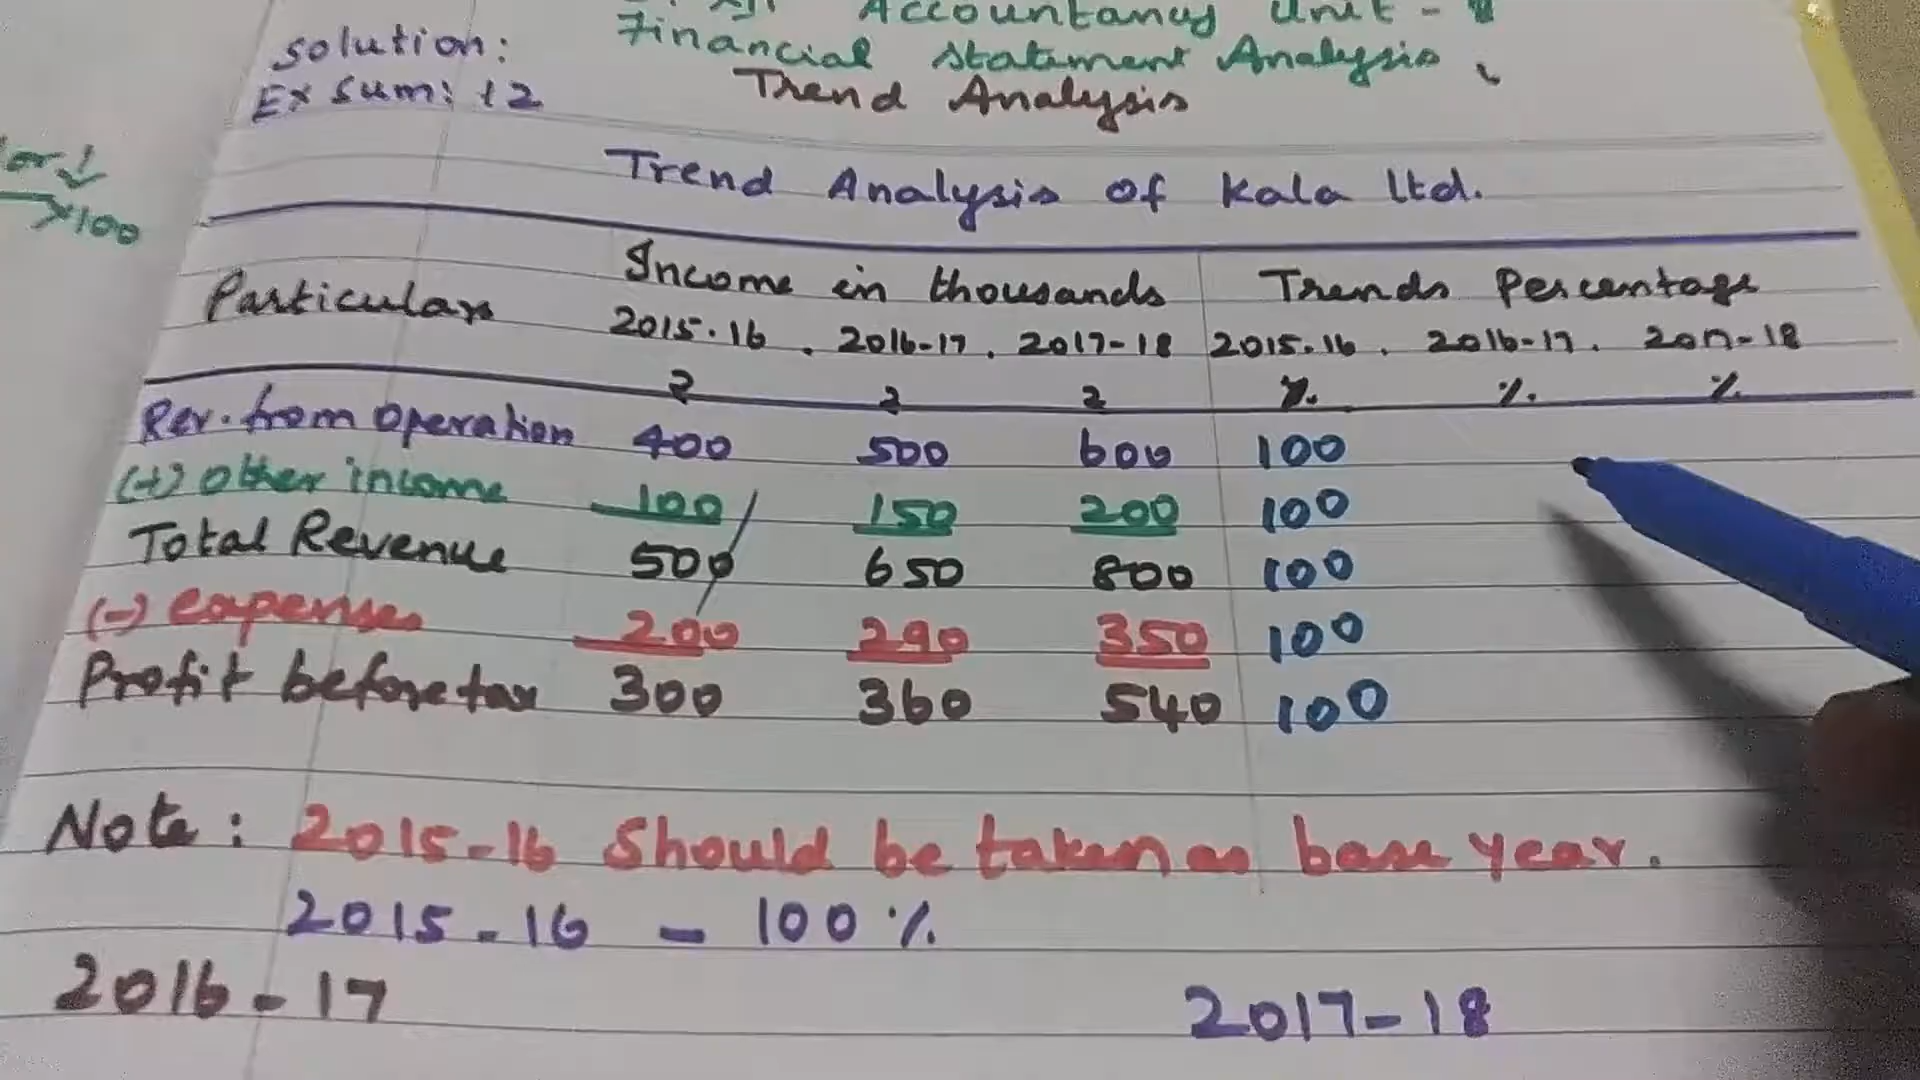 XII Accountancy Unit - 8
Solution: Financial Statement Analysis
Ex Sum: 12 Trend Analysis
or ↓
×100
Trend Analysis of Kala Ltd.
Particulars Income in thousands Trends Percentage
2015-16 2016-17 2017-18 2015-16 2016-17 2017-18
₹ ₹ ₹ % % %
Rev. from Operation 400 500 600 100
(+) Other income 100 150 200 100
Total Revenue 500 650 800 100
(-) expenses 200 290 350 100
Profit before tax 300 360 540 100
Note: 2015-16 Should be taken as base year.
2015-16 - 100%
2016-17 2017-18